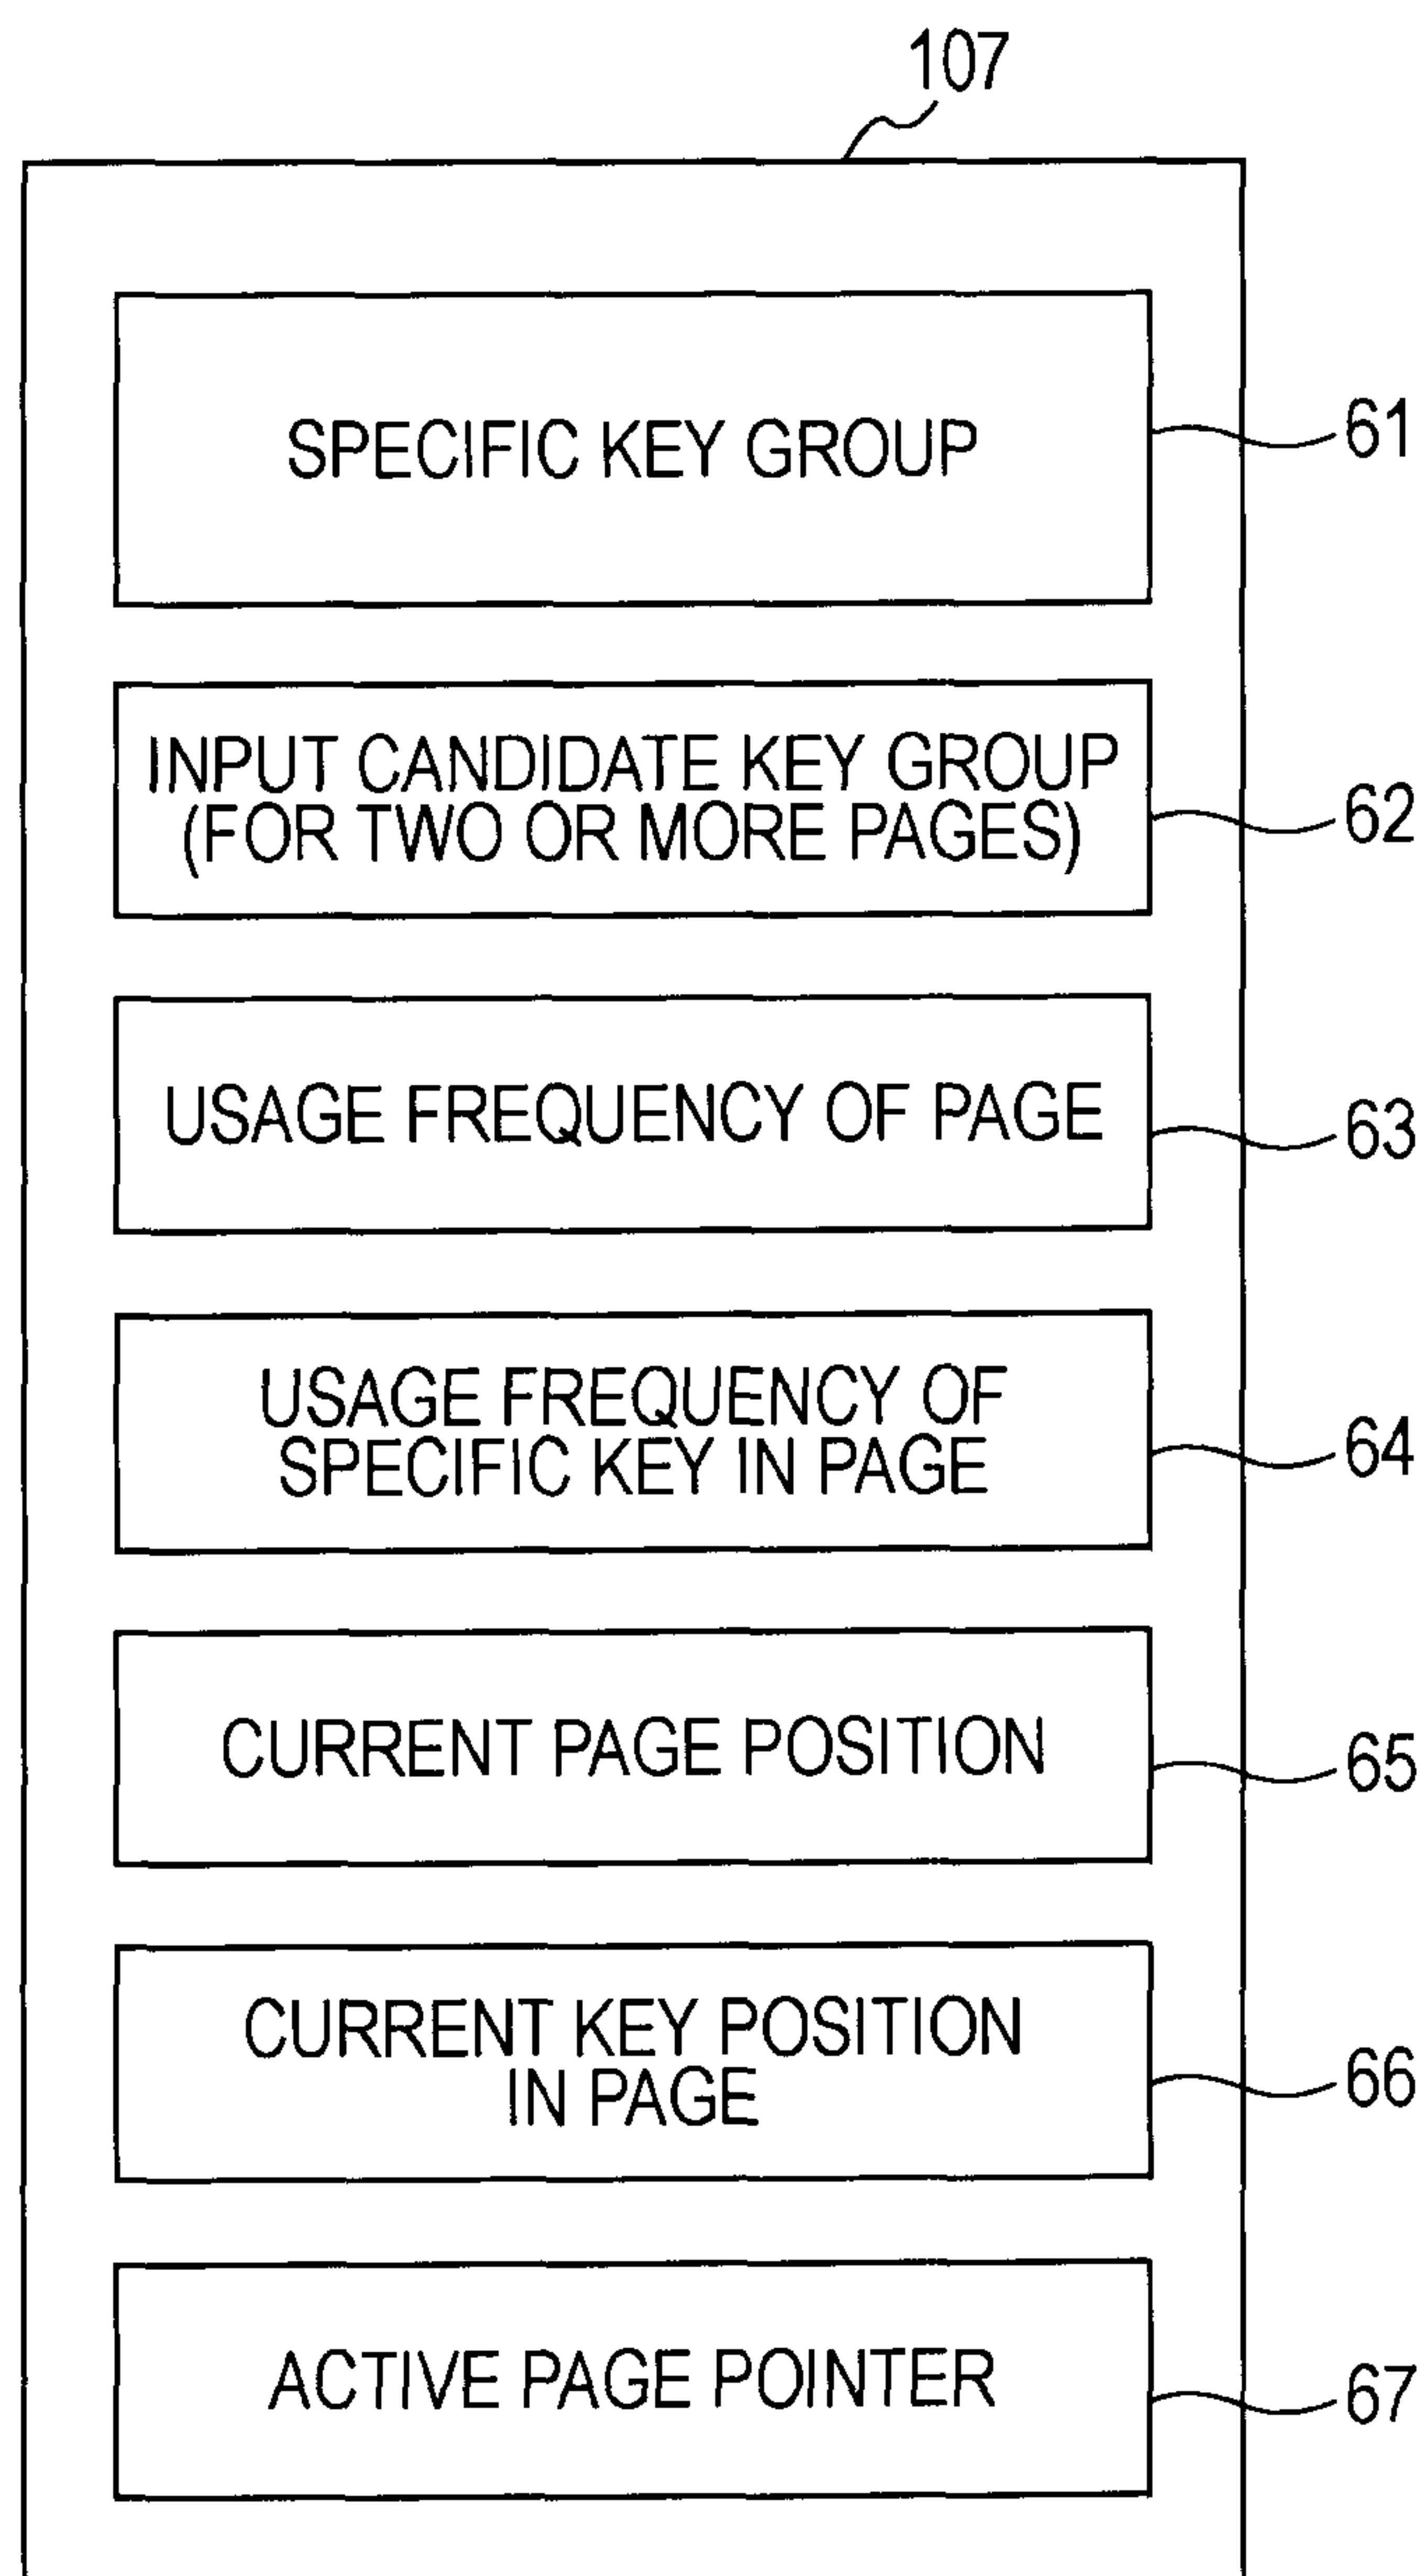 107
SPECIFIC KEY GROUP
61
INPUT CANDIDATE KEY GROUP
(FOR TWO OR MORE PAGES)
62
USAGE FREQUENCY OF PAGE
63
USAGE FREQUENCY OF
SPECIFIC KEY IN PAGE
64
CURRENT PAGE POSITION
65
CURRENT KEY POSITION
IN PAGE
66
ACTIVE PAGE POINTER
67